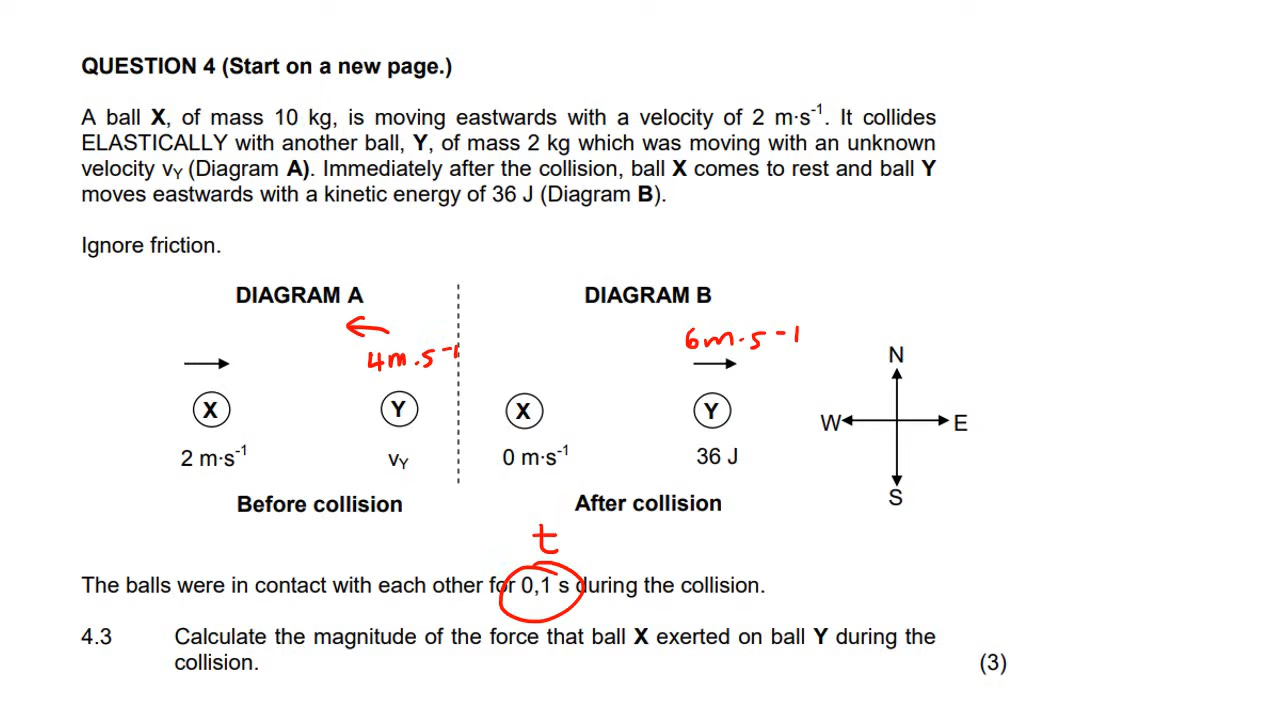 QUESTION 4 (Start on a new page.)
A ball X, of mass 10 kg, is moving eastwards with a velocity of 2 m·s⁻¹. It collides
ELASTICALLY with another ball, Y, of mass 2 kg which was moving with an unknown
velocity vY (Diagram A). Immediately after the collision, ball X comes to rest and ball Y
moves eastwards with a kinetic energy of 36 J (Diagram B).
Ignore friction.
DIAGRAM A
DIAGRAM B
4m.s⁻¹
6m.s⁻¹
X
Y
X
Y
2 m·s⁻¹
vY
0 m·s⁻¹
36 J
N
W
E
S
Before collision
After collision
t
The balls were in contact with each other for 0,1 s during the collision.
4.3 Calculate the magnitude of the force that ball X exerted on ball Y during the
collision. (3)